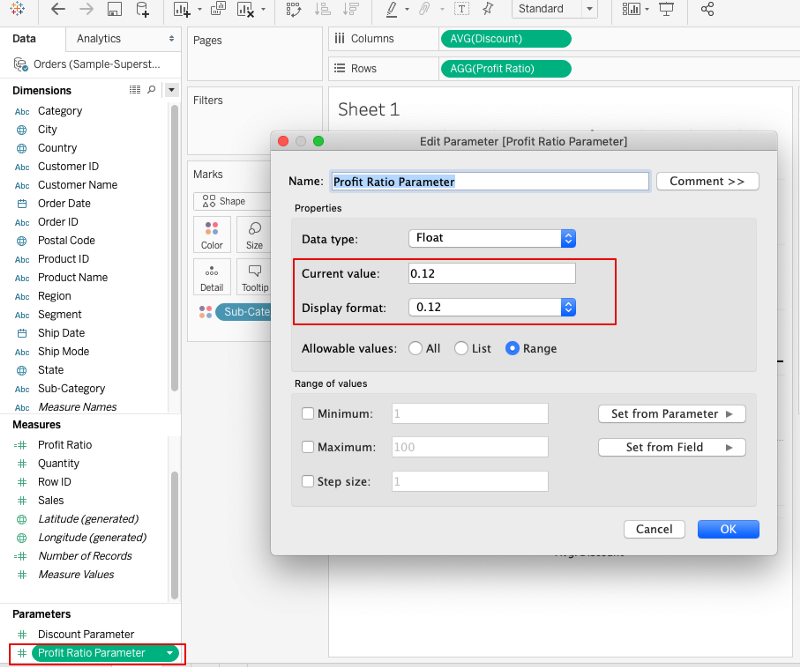 Standard
Data
Analytics
Pages
Columns
AVG(Discount)
Rows
AGG(Profit Ratio)
Orders (Sample-Superst...
Dimensions
Abc Category
City
Country
Abc Customer ID
Abc Customer Name
Order Date
Abc Order ID
Postal Code
Abc Product ID
Abc Product Name
Abc Region
Abc Segment
Ship Date
Abc Ship Mode
State
Abc Sub-Category
Abc Measure Names
Measures
Profit Ratio
Quantity
Row ID
Sales
Latitude (generated)
Longitude (generated)
Number of Records
Measure Values
Parameters
Discount Parameter
Profit Ratio Parameter
Filters
Marks
Shape
Color
Size
Detail
Tooltip
Sub-Cate
Sheet 1
Edit Parameter [Profit Ratio Parameter]
Name: Profit Ratio Parameter
Comment >>
Properties
Data type: Float
Current value: 0.12
Display format: 0.12
Allowable values: All List Range
Range of values
Minimum: 1
Set from Parameter
Maximum: 100
Set from Field
Step size: 1
Cancel
OK